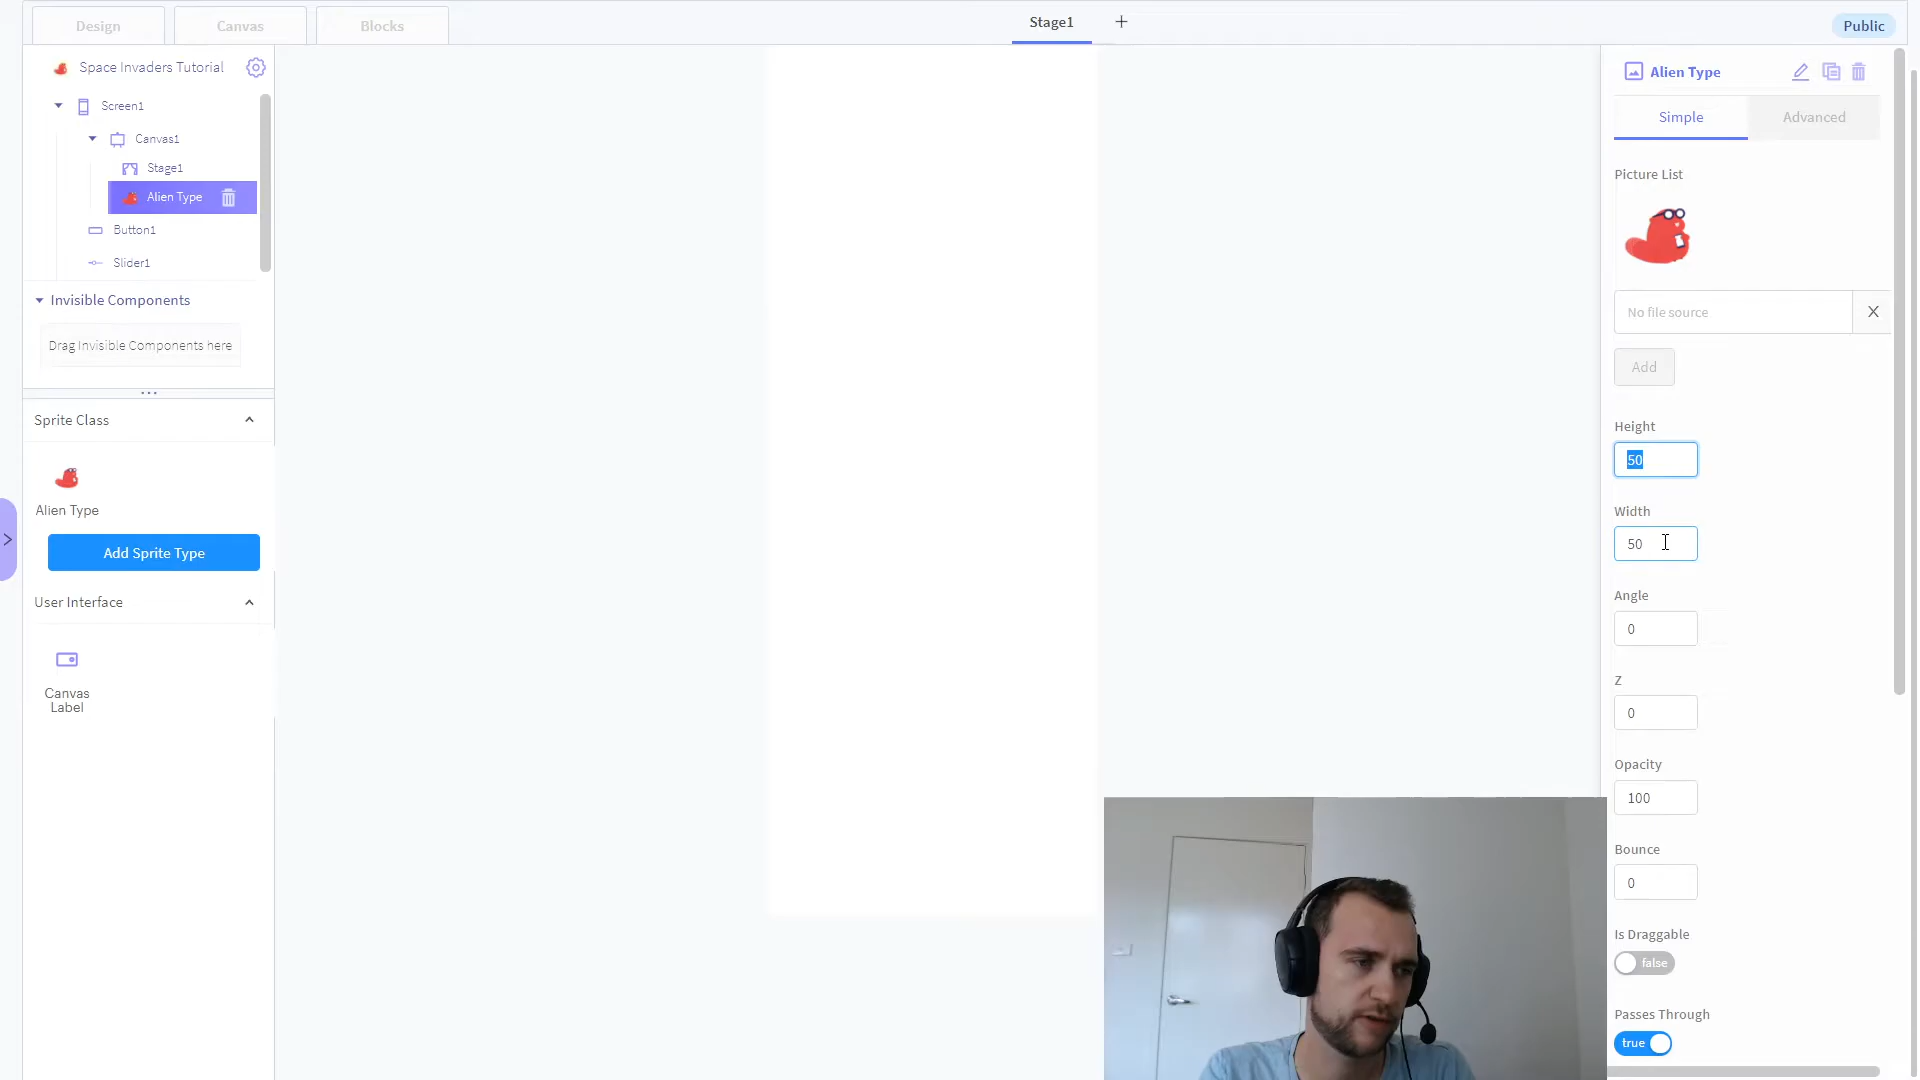 Design
Canvas
Blocks
Stage1
+
Public
Space Invaders Tutorial
Screen1
Canvas1
Stage1
Alien Type
Button1
Slider1
Invisible Components
Drag Invisible Components here
...
Sprite Class
Alien Type
Add Sprite Type
User Interface
Canvas
Label
Alien Type
Simple
Advanced
Picture List
No file source
X
Add
Height
50
Width
50
Angle
0
Z
0
Opacity
100
Bounce
0
Is Draggable
false
Passes Through
true